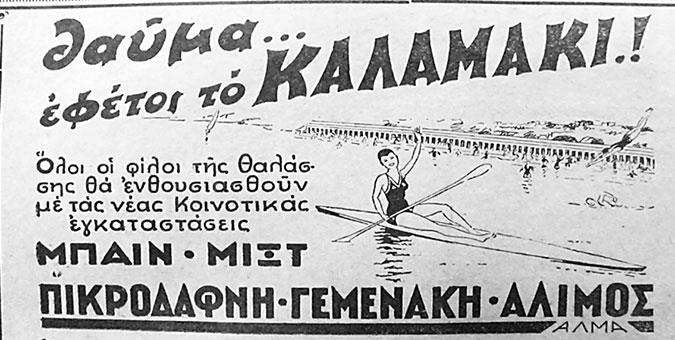 θαῦμα...
ἐφέτος τό ΚΑΛΑΜΑΚΙ.!
Ὅλοι οἱ φίλοι τῆς θαλάσ-
σης θά ἐνθουσιασθοῦν
μέ τάς νέας Κοινοτικάς
ἐγκαταστάσεις
ΜΠΑΙΝ · ΜΙΞΤ
ΠΙΚΡΟΔΑΦΝΗ · ΓΕΜΕΝΑΚΗ · ΑΛΙΜΟΣ
ΑΛΜΑ